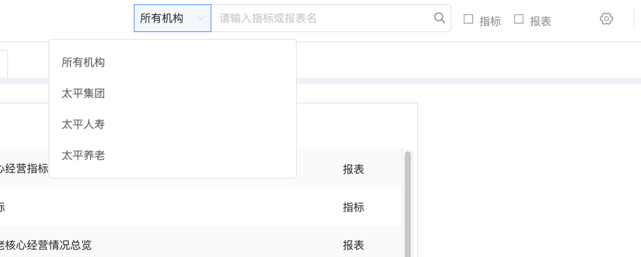 所有机构 请输入指标或报表名 指标 报表
所有机构
太平集团
太平人寿
太平养老
心经营指标 报表
标 指标
老核心经营情况总览 报表